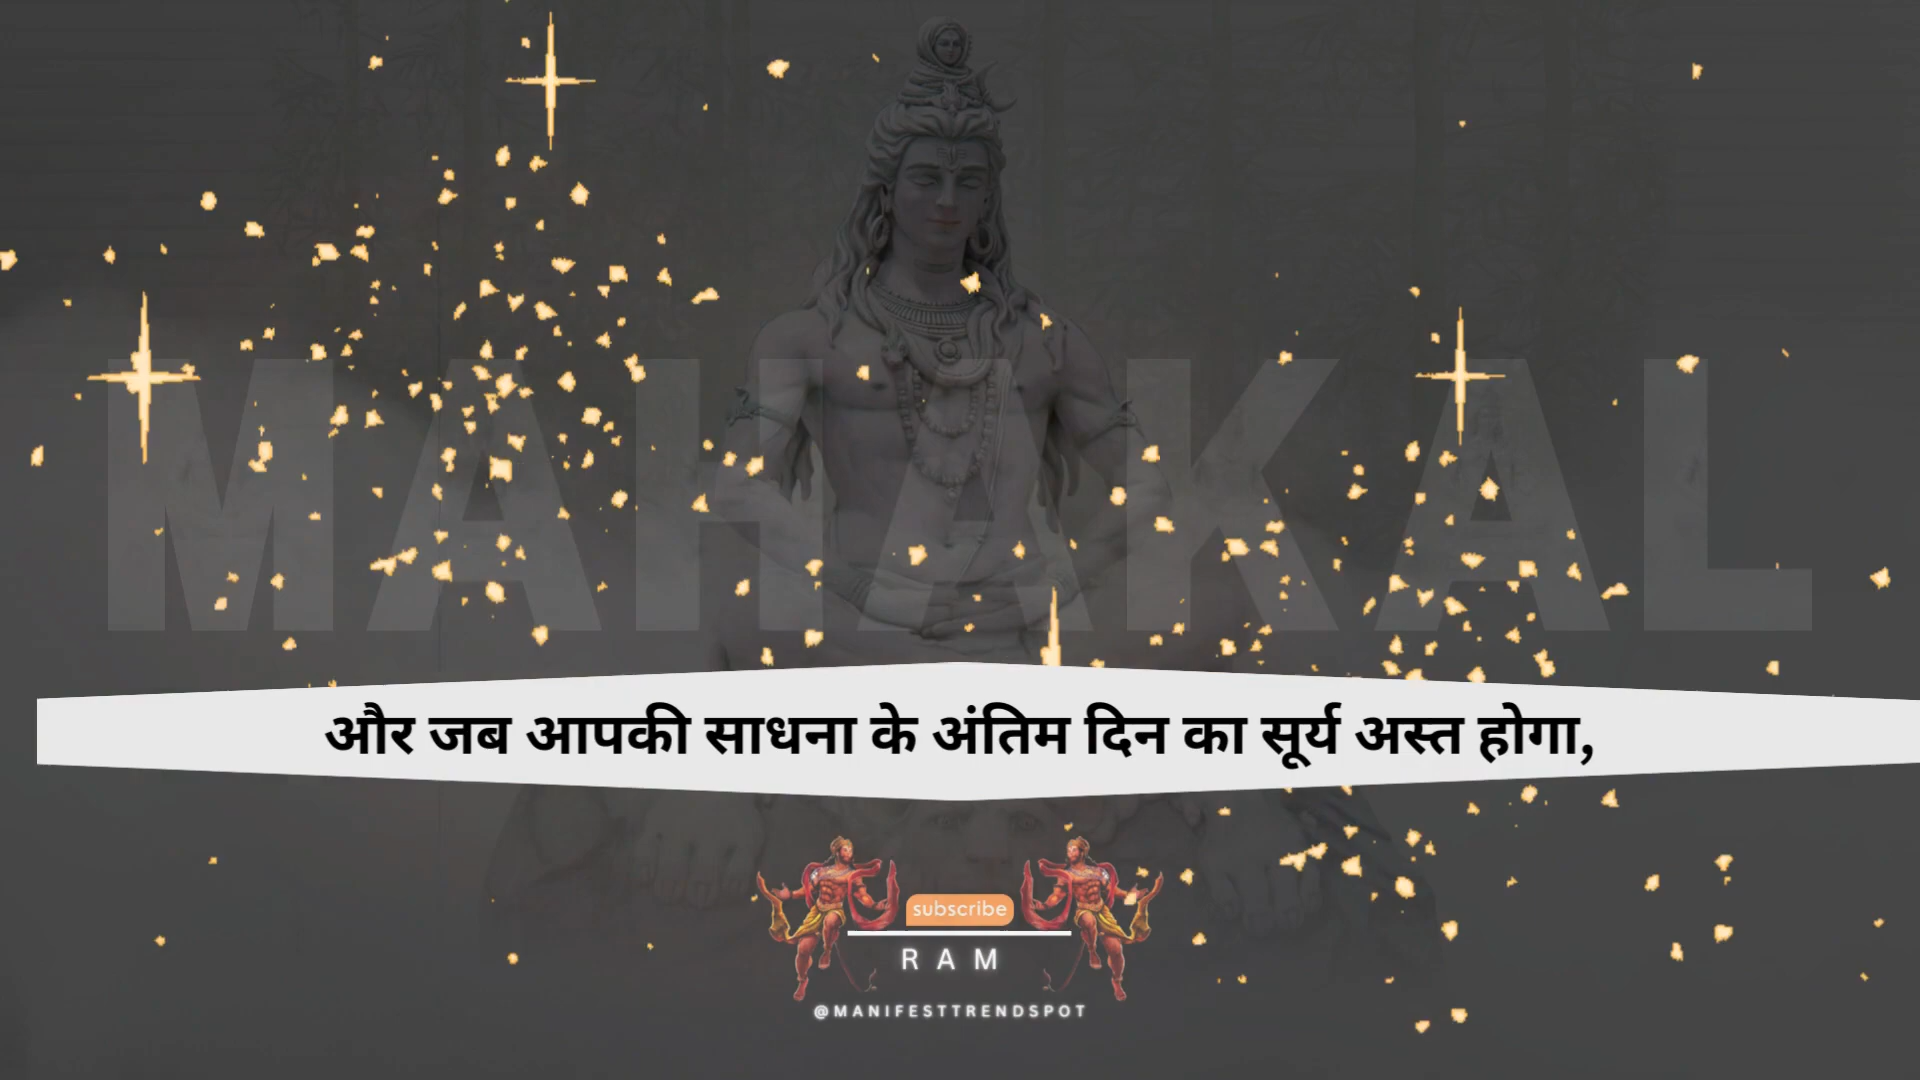 MAHAKAL
और जब आपकी साधना के अंतिम दिन का सूर्य अस्त होगा,
subscribe
RAM
@MANIFESTTRENDSPOT